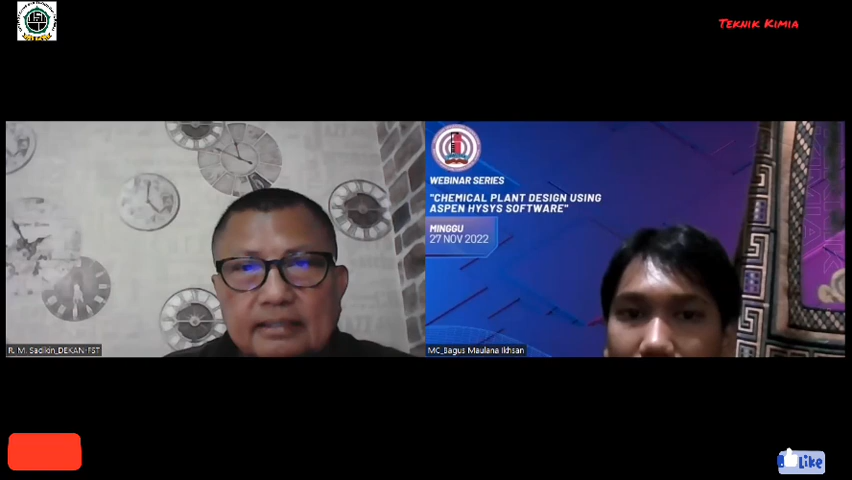 Teknik Kimia
WEBINAR SERIES
"CHEMICAL PLANT DESIGN USING
ASPEN HYSYS SOFTWARE"
MINGGU
27 NOV 2022
R. M. Sadikin_DEKAN-FST
MC_Bagus Maulana Ikhsan
Like